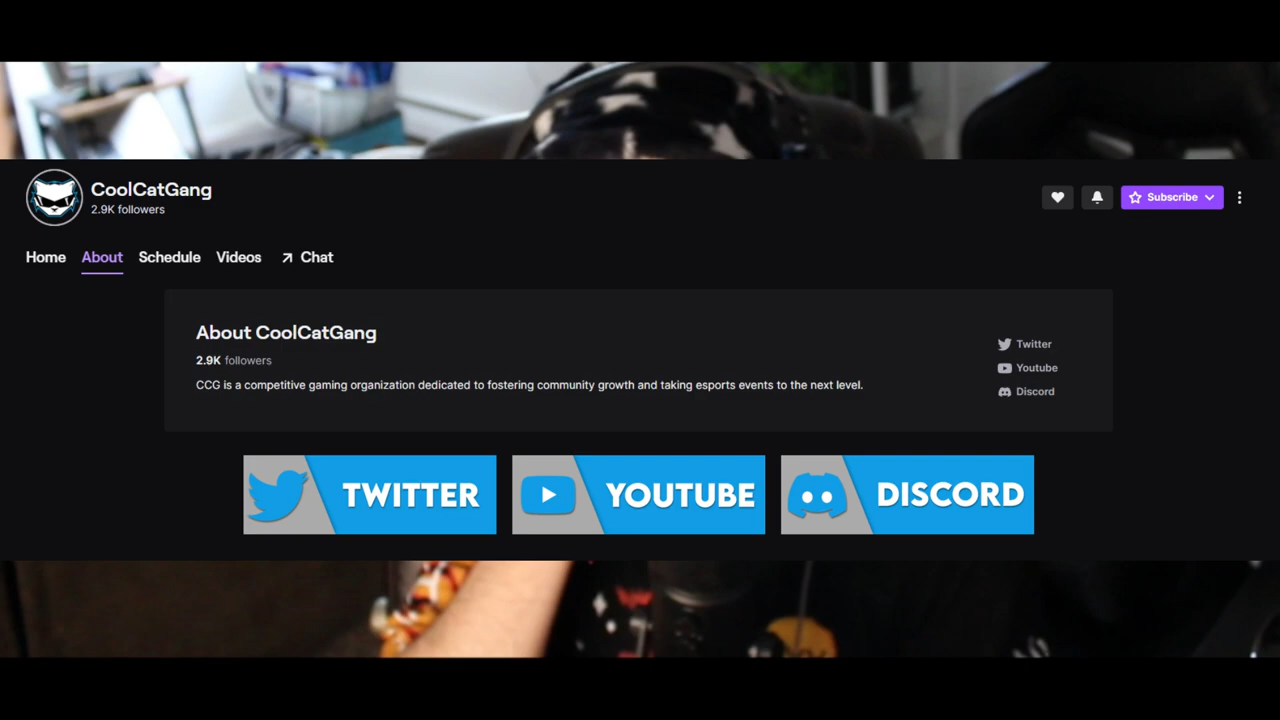 CoolCatGang
2.9K followers
Subscribe
Home About Schedule Videos Chat
About CoolCatGang
2.9K followers
CCG is a competitive gaming organization dedicated to fostering community growth and taking esports events to the next level.
Twitter
Youtube
Discord
TWITTER YOUTUBE DISCORD